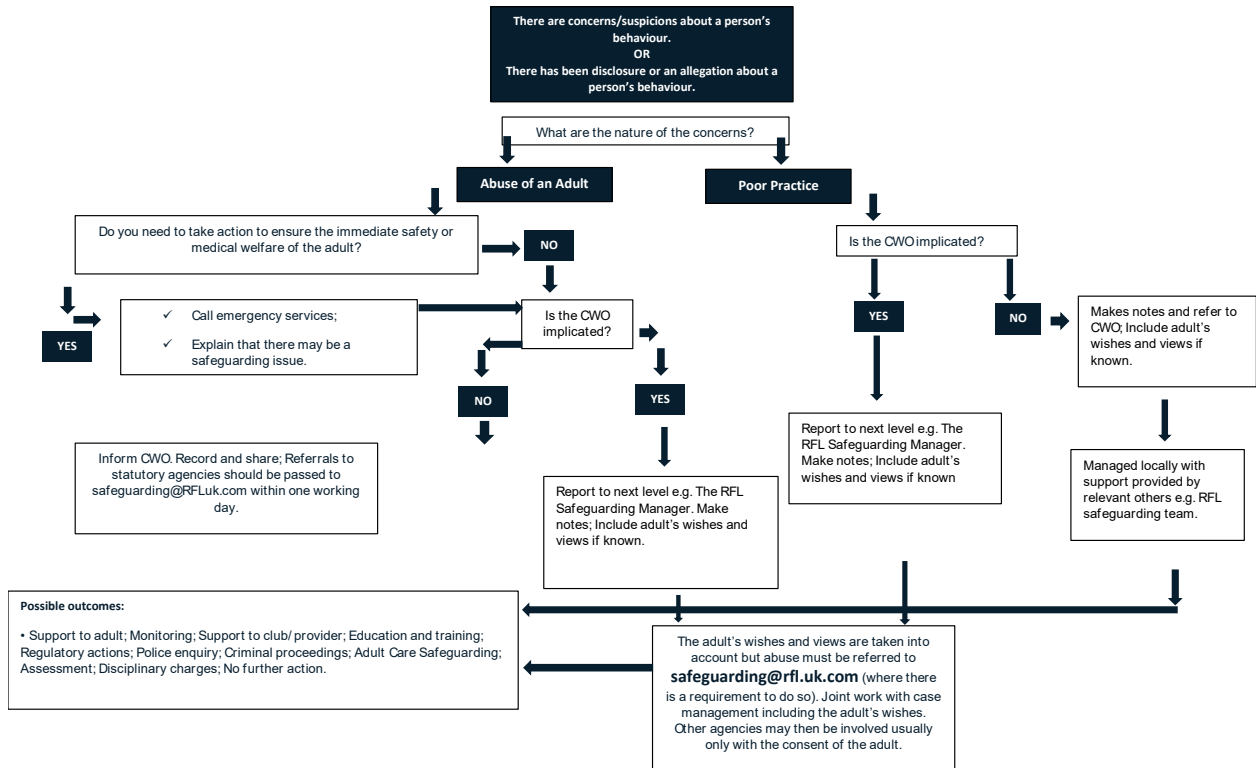 There are concerns/suspicions about a person's
behaviour.
OR
There has been disclosure or an allegation about a
person's behaviour.
What are the nature of the concerns?
Abuse of an Adult
Poor Practice
Do you need to take action to ensure the immediate safety or
medical welfare of the adult?
NO
Is the CWO implicated?
YES
✓ Call emergency services;
✓ Explain that there may be a
safeguarding issue.
Is the CWO
implicated?
YES
NO
Makes notes and refer to
CWO; Include adult's
wishes and views if
known.
NO
YES
Inform CWO. Record and share; Referrals to
statutory agencies should be passed to
safeguarding@RFLuk.com within one working
day.
Report to next level e.g. The RFL
Safeguarding Manager. Make
notes; Include adult's wishes and
views if known.
Report to next level e.g. The
RFL Safeguarding Manager.
Make notes; Include adult's
wishes and views if known
Managed locally with
support provided by
relevant others e.g. RFL
safeguarding team.
Possible outcomes:
• Support to adult; Monitoring; Support to club/ provider; Education and training;
Regulatory actions; Police enquiry; Criminal proceedings; Adult Care Safeguarding;
Assessment; Disciplinary charges; No further action.
The adult's wishes and views are taken into
account but abuse must be referred to
safeguarding@rfl.uk.com (where there
is a requirement to do so). Joint work with case
management including the adult's wishes.
Other agencies may then be involved usually
only with the consent of the adult.